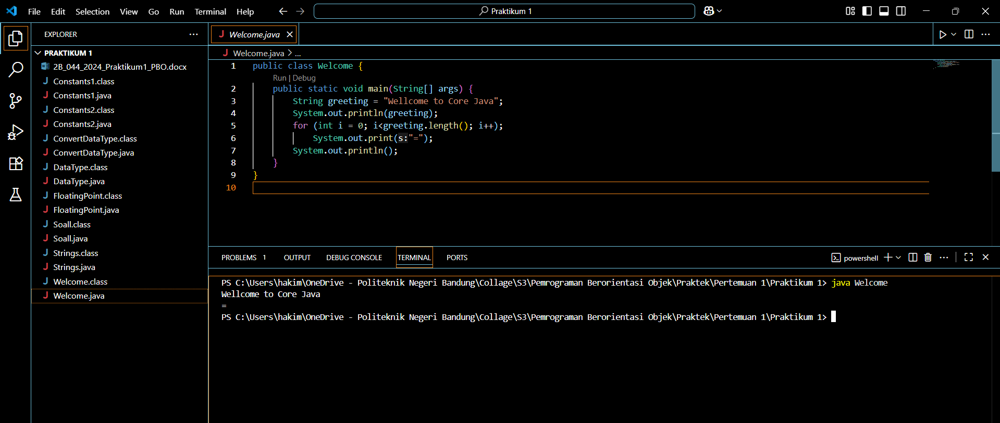 File Edit Selection View Go Run Terminal Help Praktikum 1
EXPLORER
PRAKTIKUM 1
2B_044_2024_Praktikum1_PBO.docx
Constants1.class
Constants1.java
Constants2.class
Constants2.java
ConvertDataType.class
ConvertDataType.java
DataType.class
DataType.java
FloatingPoint.class
FloatingPoint.java
Soall.class
Soall.java
Strings.class
Strings.java
Welcome.class
Welcome.java
Welcome.java
Welcome.java > ...
1 public class Welcome {
Run | Debug
2 public static void main(String[] args) {
3 String greeting = "Wellcome to Core Java";
4 System.out.println(greeting);
5 for (int i = 0; i<greeting.length(); i++);
6 System.out.print(s:"=");
7 System.out.println();
8 }
9 }
10
PROBLEMS 1 OUTPUT DEBUG CONSOLE TERMINAL PORTS powershell
PS C:\Users\hakim\OneDrive - Politeknik Negeri Bandung\Collage\S3\Pemrograman Berorientasi Objek\Praktek\Pertemuan 1\Praktikum 1> java Welcome
Wellcome to Core Java
=
PS C:\Users\hakim\OneDrive - Politeknik Negeri Bandung\Collage\S3\Pemrograman Berorientasi Objek\Praktek\Pertemuan 1\Praktikum 1>